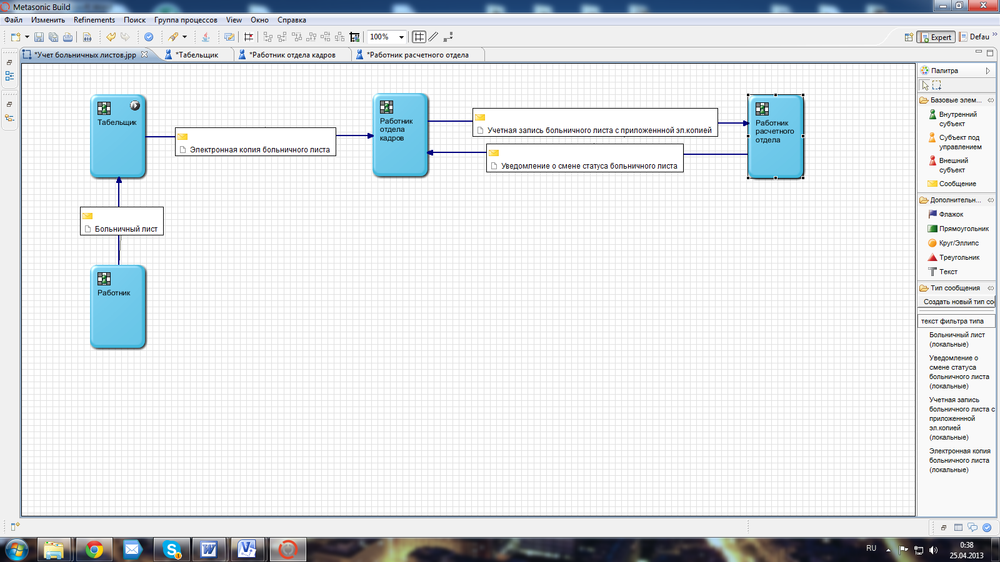 Metasonic Build
Файл Изменить Refinements Поиск Группа процессов View Окно Справка
100% Expert Defau
*Учет больничных листов.jpp *Табельщик *Работник отдела кадров *Работник расчетного отдела
Табельщик
Электронная копия больничного листа
Работник
отдела
кадров
Учетная запись больничного листа с приложеннной эл.копией
Уведомление о смене статуса больничного листа
Работник
расчетного
отдела
Больничный лист
Работник
Палитра
Базовые элем...
Внутренний
субъект
Субъект под
управлением
Внешний
субъект
Сообщение
Дополнительн...
Флажок
Прямоугольник
Круг/Эллипс
Треугольник
Текст
Тип сообщения
Создать новый тип соо
текст фильтра типа
Больничный лист
(локальные)
Уведомление о
смене статуса
больничного листа
(локальные)
Учетная запись
больничного листа с
приложеннной
эл.копией
(локальные)
Электронная копия
больничного листа
(локальные)
RU
0:38
25.04.2013